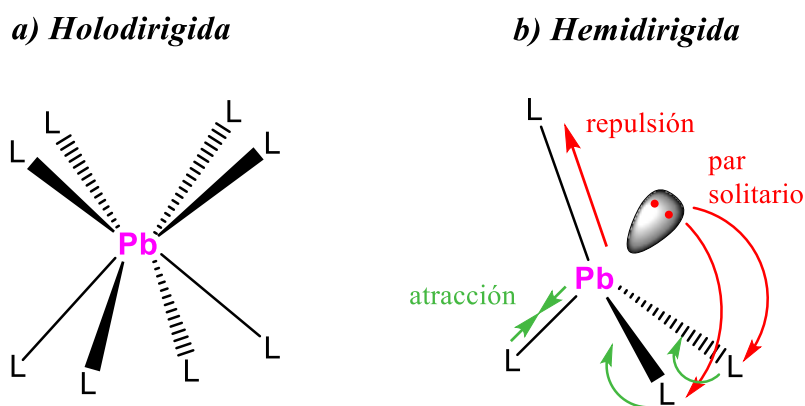 a) Holodirigida
b) Hemidirigida
L
L
L
L
Pb
L
L
L
L
L
repulsión
par
solitario
Pb
atracción
L
L
L